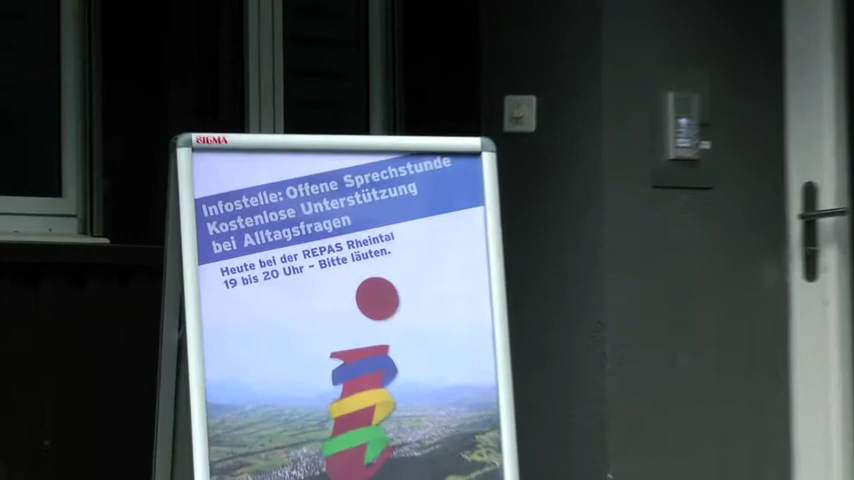 SIGMA
Infostelle: Offene Sprechstunde
Kostenlose Unterstützung
bei Alltagsfragen
Heute bei der REPAS Rheintal
19 bis 20 Uhr – Bitte läuten.